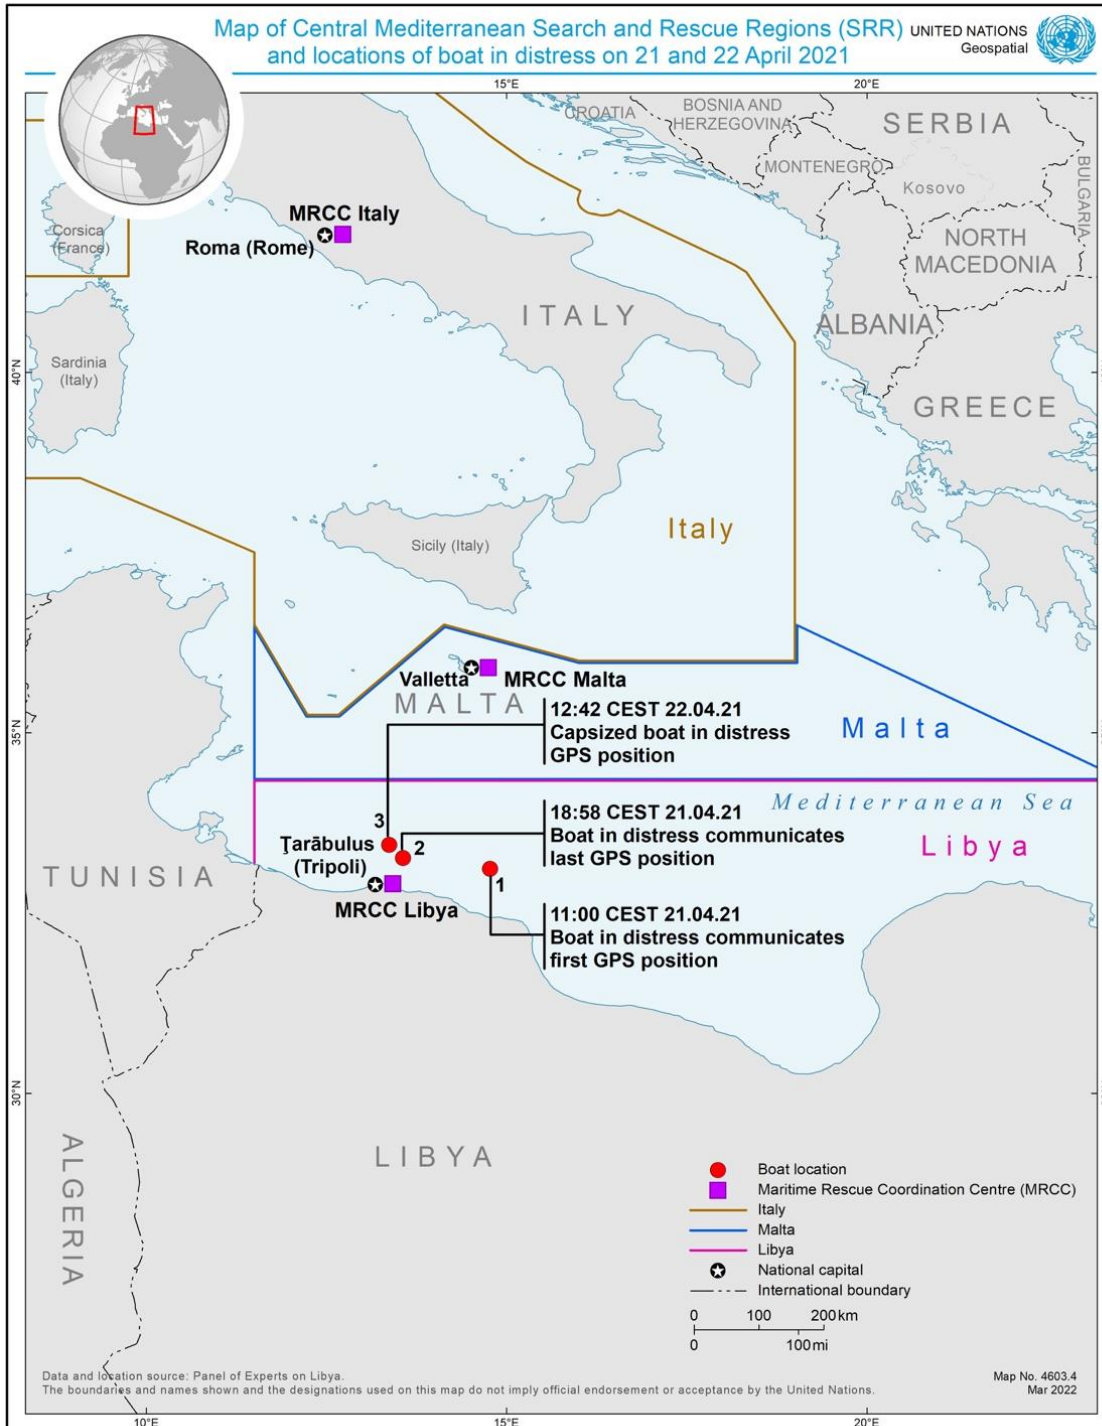 Map of Central Mediterranean Search and Rescue Regions (SRR)
and locations of boat in distress on 21 and 22 April 2021
UNITED NATIONS
Geospatial
15°E
20°E
CROATIA
BOSNIA AND
HERZEGOVINA
SERBIA
MONTENEGRO
Kosovo
BULGARIA
Corsica
(France)
MRCC Italy
Roma (Rome)
NORTH
MACEDONIA
ITALY
ALBANIA
Sardinia
(Italy)
40°N
GREECE
Italy
Sicily (Italy)
Valletta
MRCC Malta
MALTA
12:42 CEST 22.04.21
Capsized boat in distress
GPS position
Malta
35°N
Mediterranean Sea
18:58 CEST 21.04.21
Boat in distress communicates
last GPS position
3
2
Ţarābulus
(Tripoli)
Libya
TUNISIA
1
MRCC Libya
11:00 CEST 21.04.21
Boat in distress communicates
first GPS position
30°N
LIBYA
ALGERIA
Boat location
Maritime Rescue Coordination Centre (MRCC)
Italy
Malta
Libya
National capital
International boundary
0 100 200 km
0 100 mi
Data and location source: Panel of Experts on Libya.
The boundaries and names shown and the designations used on this map do not imply official endorsement or acceptance by the United Nations.
Map No. 4603.4
Mar 2022
10°E
15°E
20°E